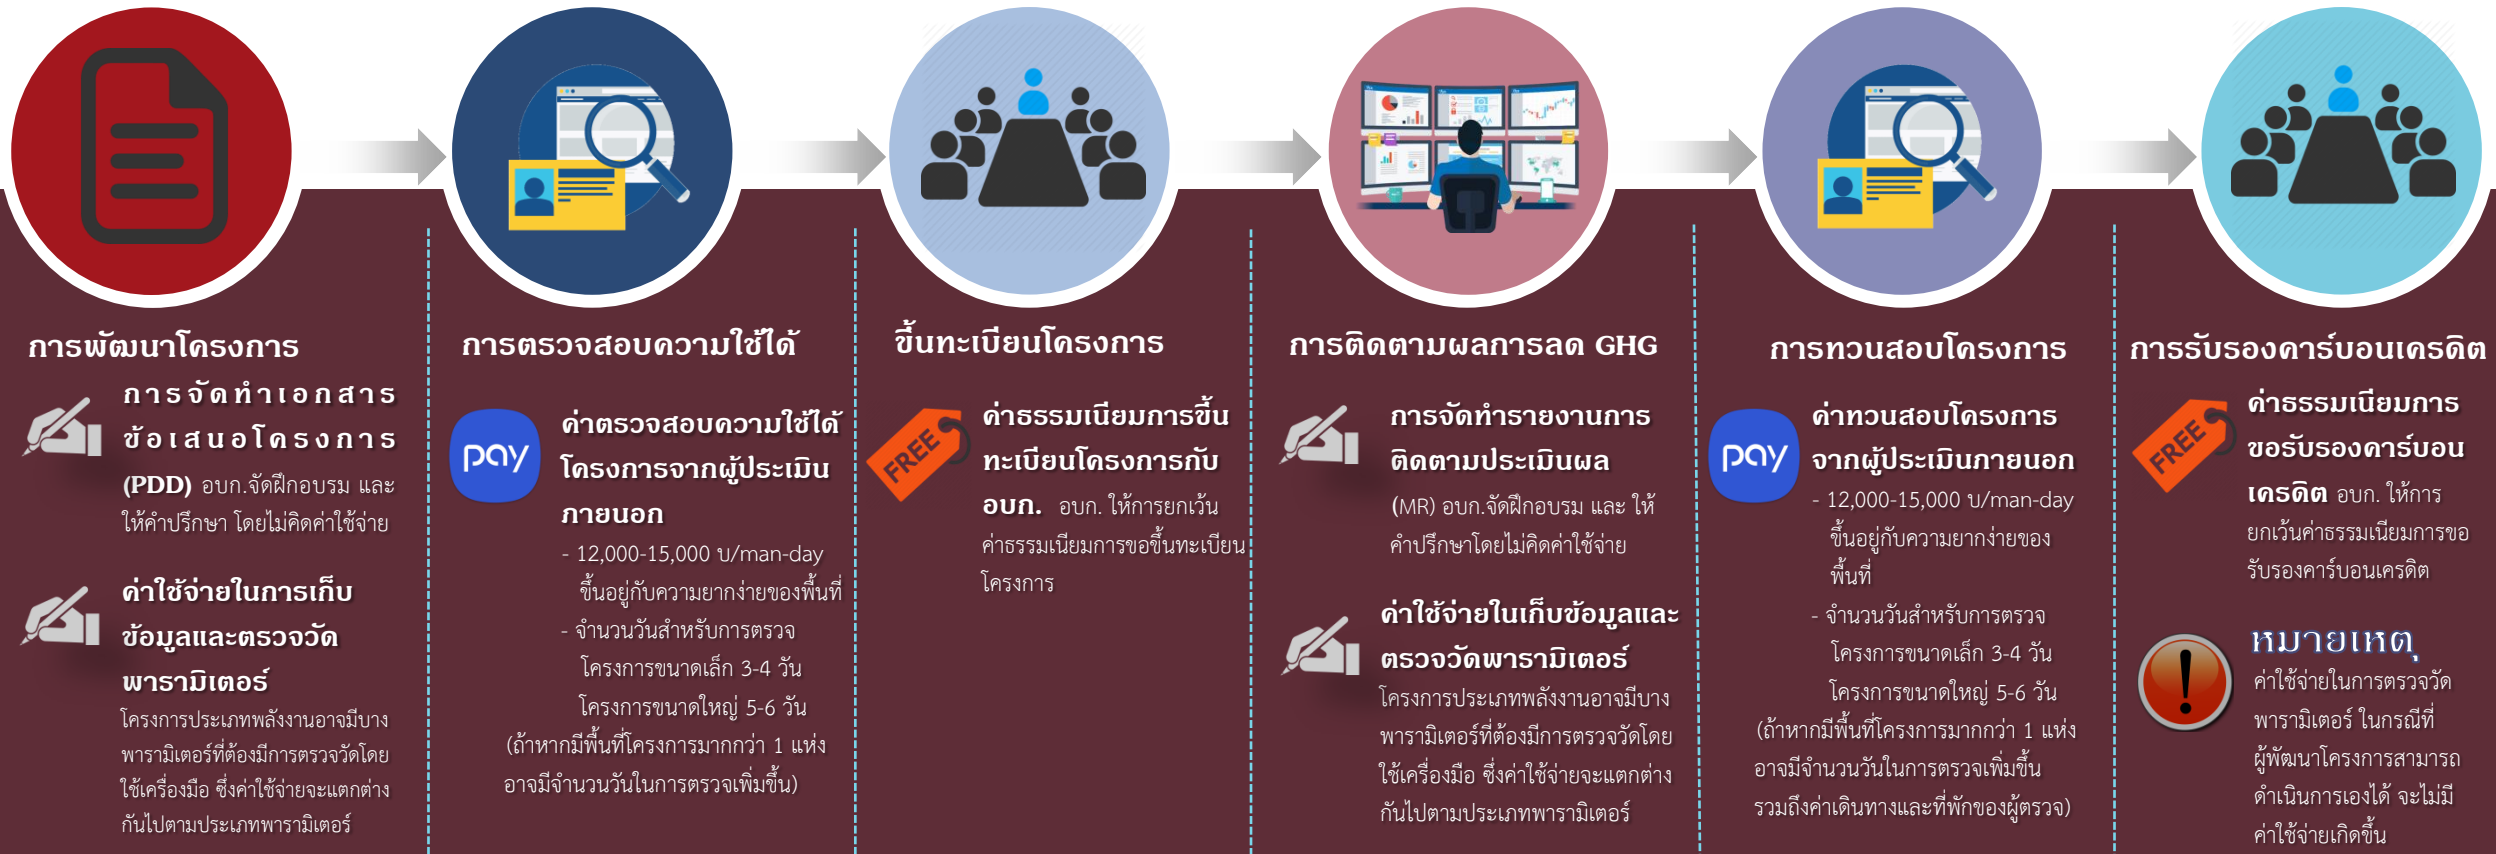 การพัฒนาโครงการ
การจัดทำเอกสาร
ข้อเสนอโครงการ
(PDD) อบก.จัดฝึกอบรม และ
ให้คำปรึกษา โดยไม่คิดค่าใช้จ่าย
ค่าใช้จ่ายในการเก็บ
ข้อมูลและตรวจวัด
พารามิเตอร์
โครงการประเภทพลังงานอาจมีบาง
พารามิเตอร์ที่ต้องมีการตรวจวัดโดย
ใช้เครื่องมือ ซึ่งค่าใช้จ่ายจะแตกต่าง
กันไปตามประเภทพารามิเตอร์
การตรวจสอบความใช้ได้
pay
ค่าตรวจสอบความใช้ได้
โครงการจากผู้ประเมิน
ภายนอก
- 12,000-15,000 บ/man-day
ขึ้นอยู่กับความยากง่ายของพื้นที่
- จำนวนวันสำหรับการตรวจ
โครงการขนาดเล็ก 3-4 วัน
โครงการขนาดใหญ่ 5-6 วัน
(ถ้าหากมีพื้นที่โครงการมากกว่า 1 แห่ง
อาจมีจำนวนวันในการตรวจเพิ่มขึ้น)
ขึ้นทะเบียนโครงการ
FREE
ค่าธรรมเนียมการขึ้น
ทะเบียนโครงการกับ
อบก. อบก. ให้การยกเว้น
ค่าธรรมเนียมการขอขึ้นทะเบียน
โครงการ
การติดตามผลการลด GHG
การจัดทำรายงานการ
ติดตามประเมินผล
(MR) อบก.จัดฝึกอบรม และ ให้
คำปรึกษาโดยไม่คิดค่าใช้จ่าย
ค่าใช้จ่ายในเก็บข้อมูลและ
ตรวจวัดพารามิเตอร์
โครงการประเภทพลังงานอาจมีบาง
พารามิเตอร์ที่ต้องมีการตรวจวัดโดย
ใช้เครื่องมือ ซึ่งค่าใช้จ่ายจะแตกต่าง
กันไปตามประเภทพารามิเตอร์
การทวนสอบโครงการ
pay
ค่าทวนสอบโครงการ
จากผู้ประเมินภายนอก
- 12,000-15,000 บ/man-day
ขึ้นอยู่กับความยากง่ายของ
พื้นที่
- จำนวนวันสำหรับการตรวจ
โครงการขนาดเล็ก 3-4 วัน
โครงการขนาดใหญ่ 5-6 วัน
(ถ้าหากมีพื้นที่โครงการมากกว่า 1 แห่ง
อาจมีจำนวนวันในการตรวจเพิ่มขึ้น
รวมถึงค่าเดินทางและที่พักของผู้ตรวจ)
การรับรองคาร์บอนเครดิต
FREE
ค่าธรรมเนียมการ
ขอรับรองคาร์บอน
เครดิต อบก. ให้การ
ยกเว้นค่าธรรมเนียมการขอ
รับรองคาร์บอนเครดิต
หมายเหตุ
ค่าใช้จ่ายในการตรวจวัด
พารามิเตอร์ ในกรณีที่
ผู้พัฒนาโครงการสามารถ
ดำเนินการเองได้ จะไม่มี
ค่าใช้จ่ายเกิดขึ้น